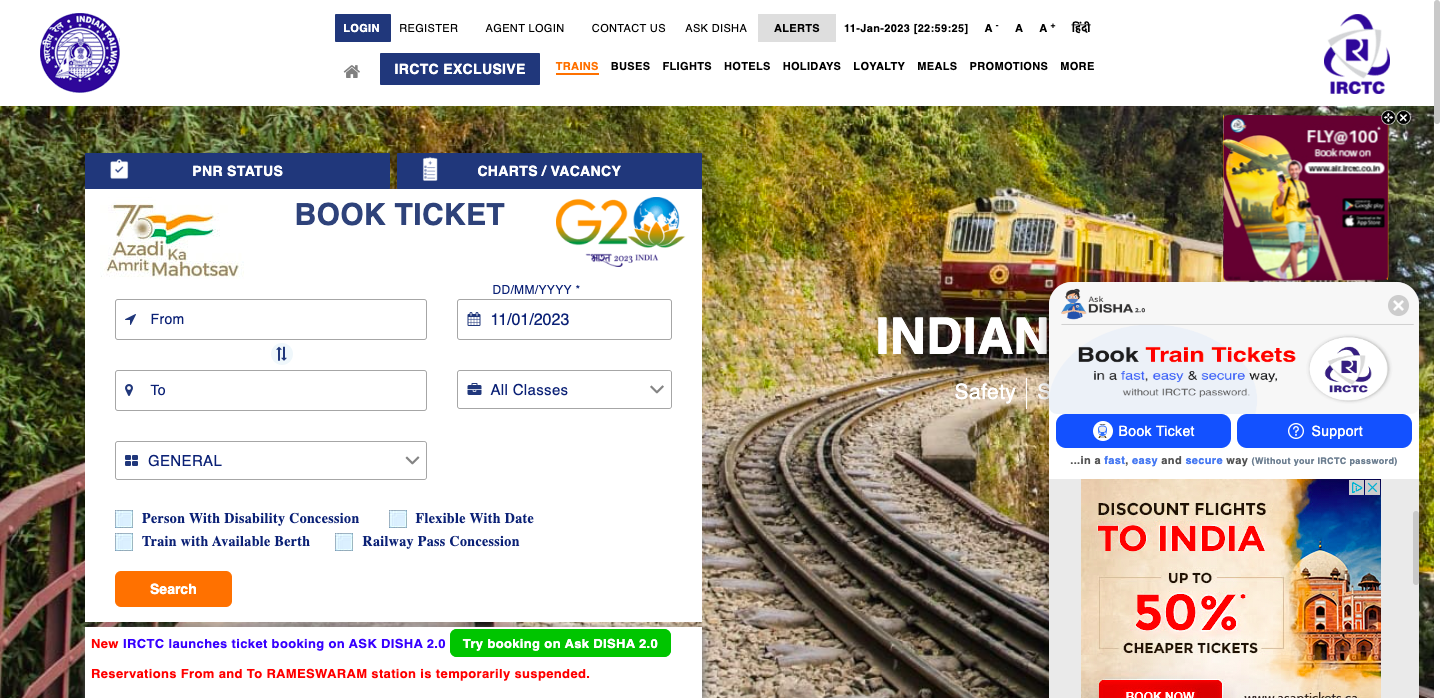 LOGIN REGISTER AGENT LOGIN CONTACT US ASK DISHA ALERTS 11-Jan-2023 [22:59:25] A - A A + हिंदी
IRCTC EXCLUSIVE TRAINS BUSES FLIGHTS HOTELS HOLIDAYS LOYALTY MEALS PROMOTIONS MORE
भारतीय रेल INDIAN RAILWAYS
IRCTC
PNR STATUS CHARTS / VACANCY
75
Azadi Ka
Amrit Mahotsav
BOOK TICKET
G20
भारत 2023 INDIA
DD/MM/YYYY *
From
11/01/2023
To
All Classes
GENERAL
Person With Disability Concession Flexible With Date
Train with Available Berth Railway Pass Concession
Search
New IRCTC launches ticket booking on ASK DISHA 2.0 Try booking on Ask DISHA 2.0
Reservations From and To RAMESWARAM station is temporarily suspended.
INDIAN
Safety | S
FLY@100*
Book now on
www.air.irctc.co.in
Google play
App Store
Ask
DISHA 2.0
Book Train Tickets
in a fast, easy & secure way,
without IRCTC password.
IRCTC
Book Ticket Support
...in a fast, easy and secure way (Without your IRCTC password)
DISCOUNT FLIGHTS
TO INDIA
UP TO
50%*
CHEAPER TICKETS
BOOK NOW